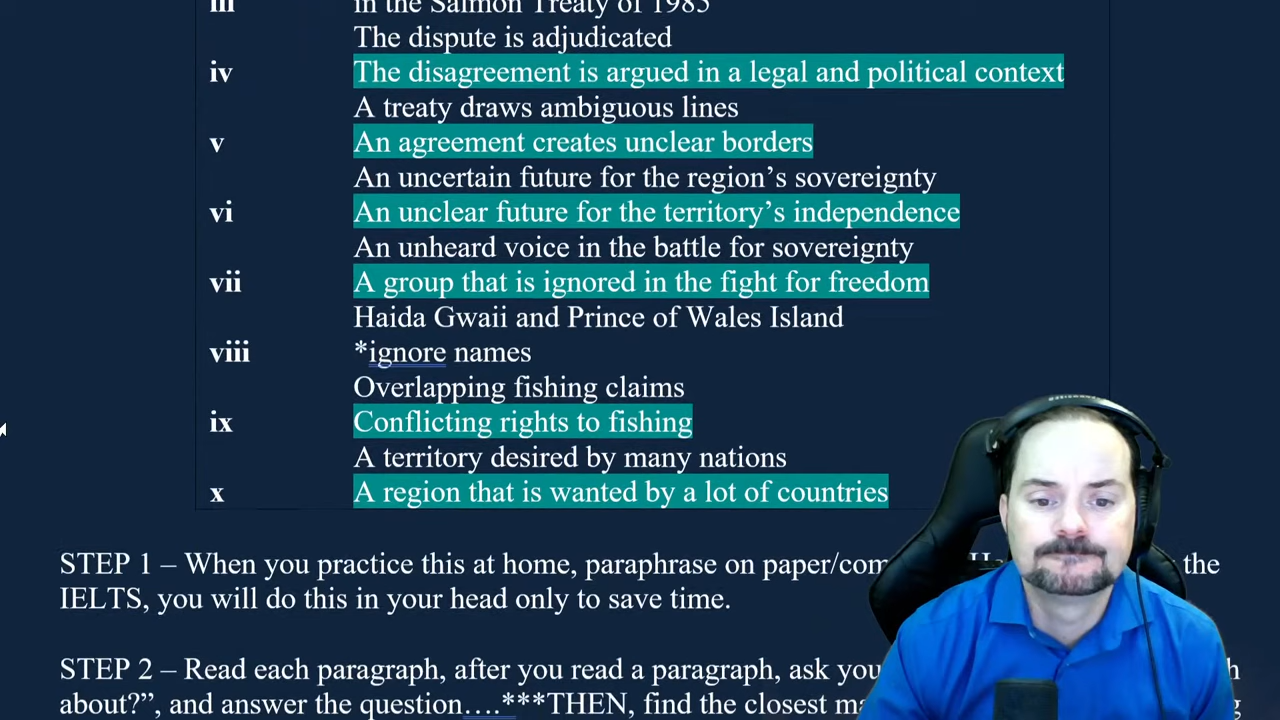 iii in the Salmon Treaty of 1985
The dispute is adjudicated
iv The disagreement is argued in a legal and political context
A treaty draws ambiguous lines
v An agreement creates unclear borders
An uncertain future for the region’s sovereignty
vi An unclear future for the territory’s independence
An unheard voice in the battle for sovereignty
vii A group that is ignored in the fight for freedom
Haida Gwaii and Prince of Wales Island
viii *ignore names
Overlapping fishing claims
ix Conflicting rights to fishing
A territory desired by many nations
x A region that is wanted by a lot of countries
STEP 1 – When you practice this at home, paraphrase on the
IELTS, you will do this in your head only to save time.
STEP 2 – Read each paragraph, after you read a paragraph, ask
about?”, and answer the question….***THEN, find the closest